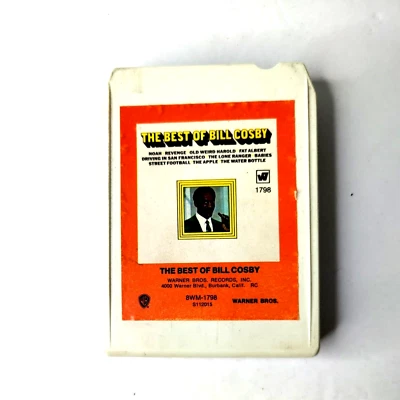 THE BEST OF BILL COSBY
NOAH REVENGE OLD WEIRD HAROLD FAT ALBERT
DRIVING IN SAN FRANCISCO THE LONE RANGER BABIES
STREET FOOTBALL THE APPLE THE WATER BOTTLE
W
1798
THE BEST OF BILL COSBY
WARNER BROS. RECORDS, INC.
4000 Warner Blvd., Burbank, Calif. RC
8WM-1798
S112015
WARNER BROS.